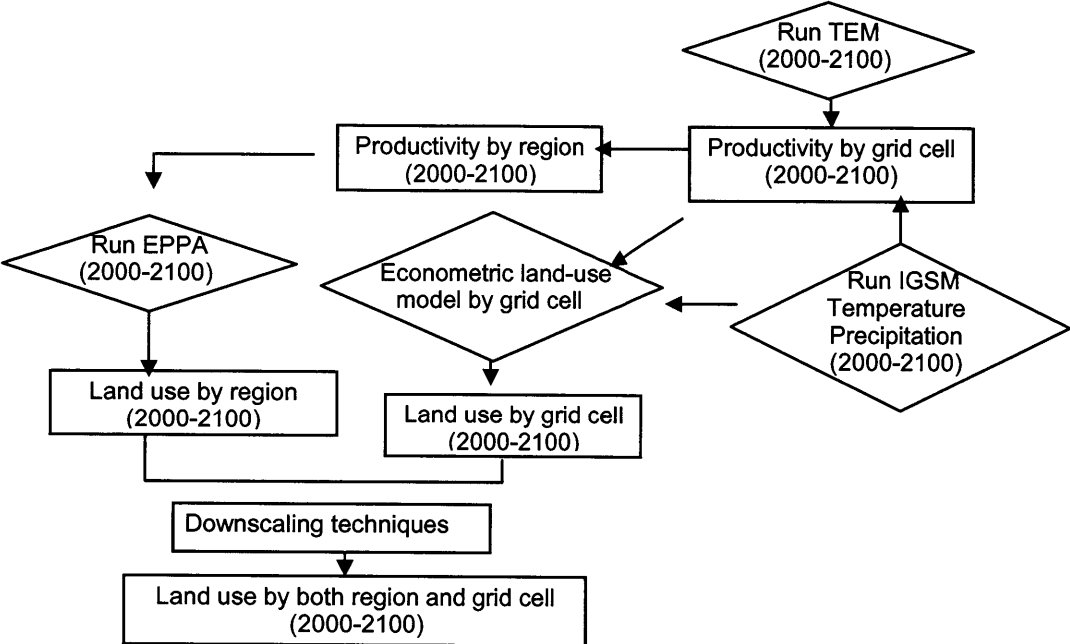 Run TEM
(2000-2100)
Productivity by region
(2000-2100)
Productivity by grid cell
(2000-2100)
Run EPPA
(2000-2100)
Econometric land-use
model by grid cell
Run IGSM
Temperature
Precipitation
(2000-2100)
Land use by region
(2000-2100)
Land use by grid cell
(2000-2100)
Downscaling techniques
Land use by both region and grid cell
(2000-2100)